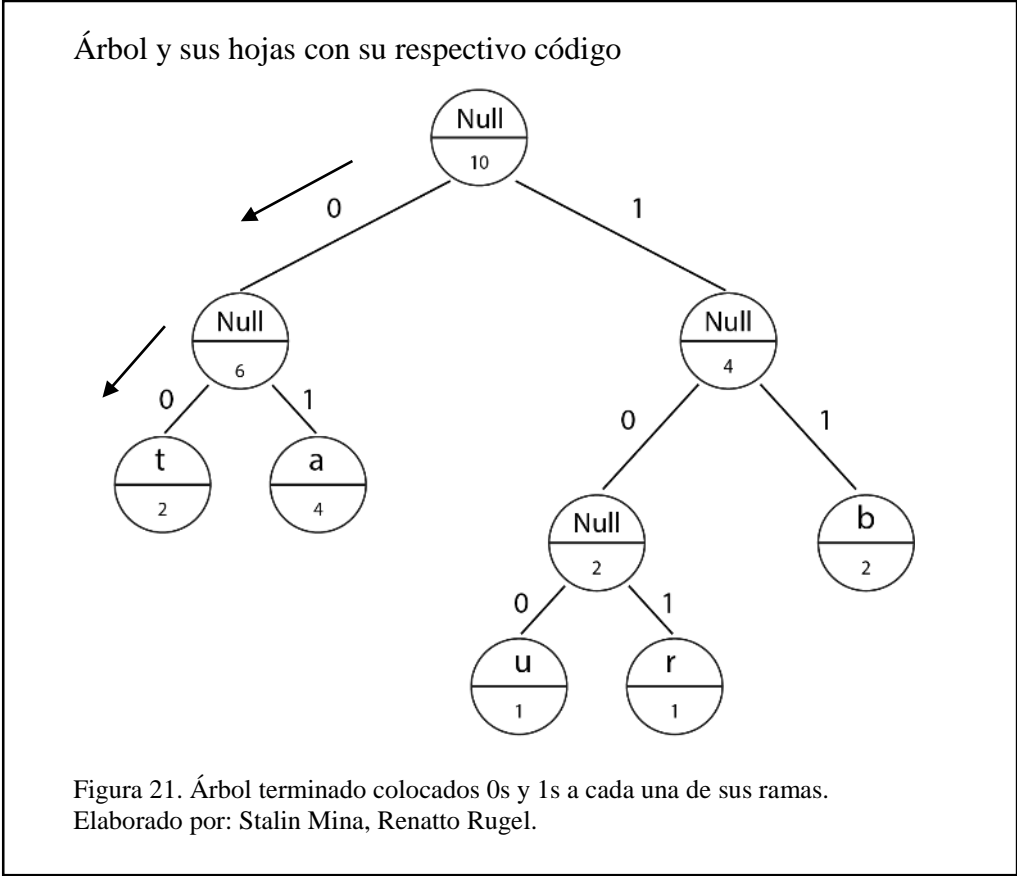 Árbol y sus hojas con su respectivo código
Null
10
0
1
Null
6
Null
4
0
1
0
1
t
2
a
4
Null
2
b
2
0
1
u
1
r
1
Figura 21. Árbol terminado colocados 0s y 1s a cada una de sus ramas.
Elaborado por: Stalin Mina, Renatto Rugel.